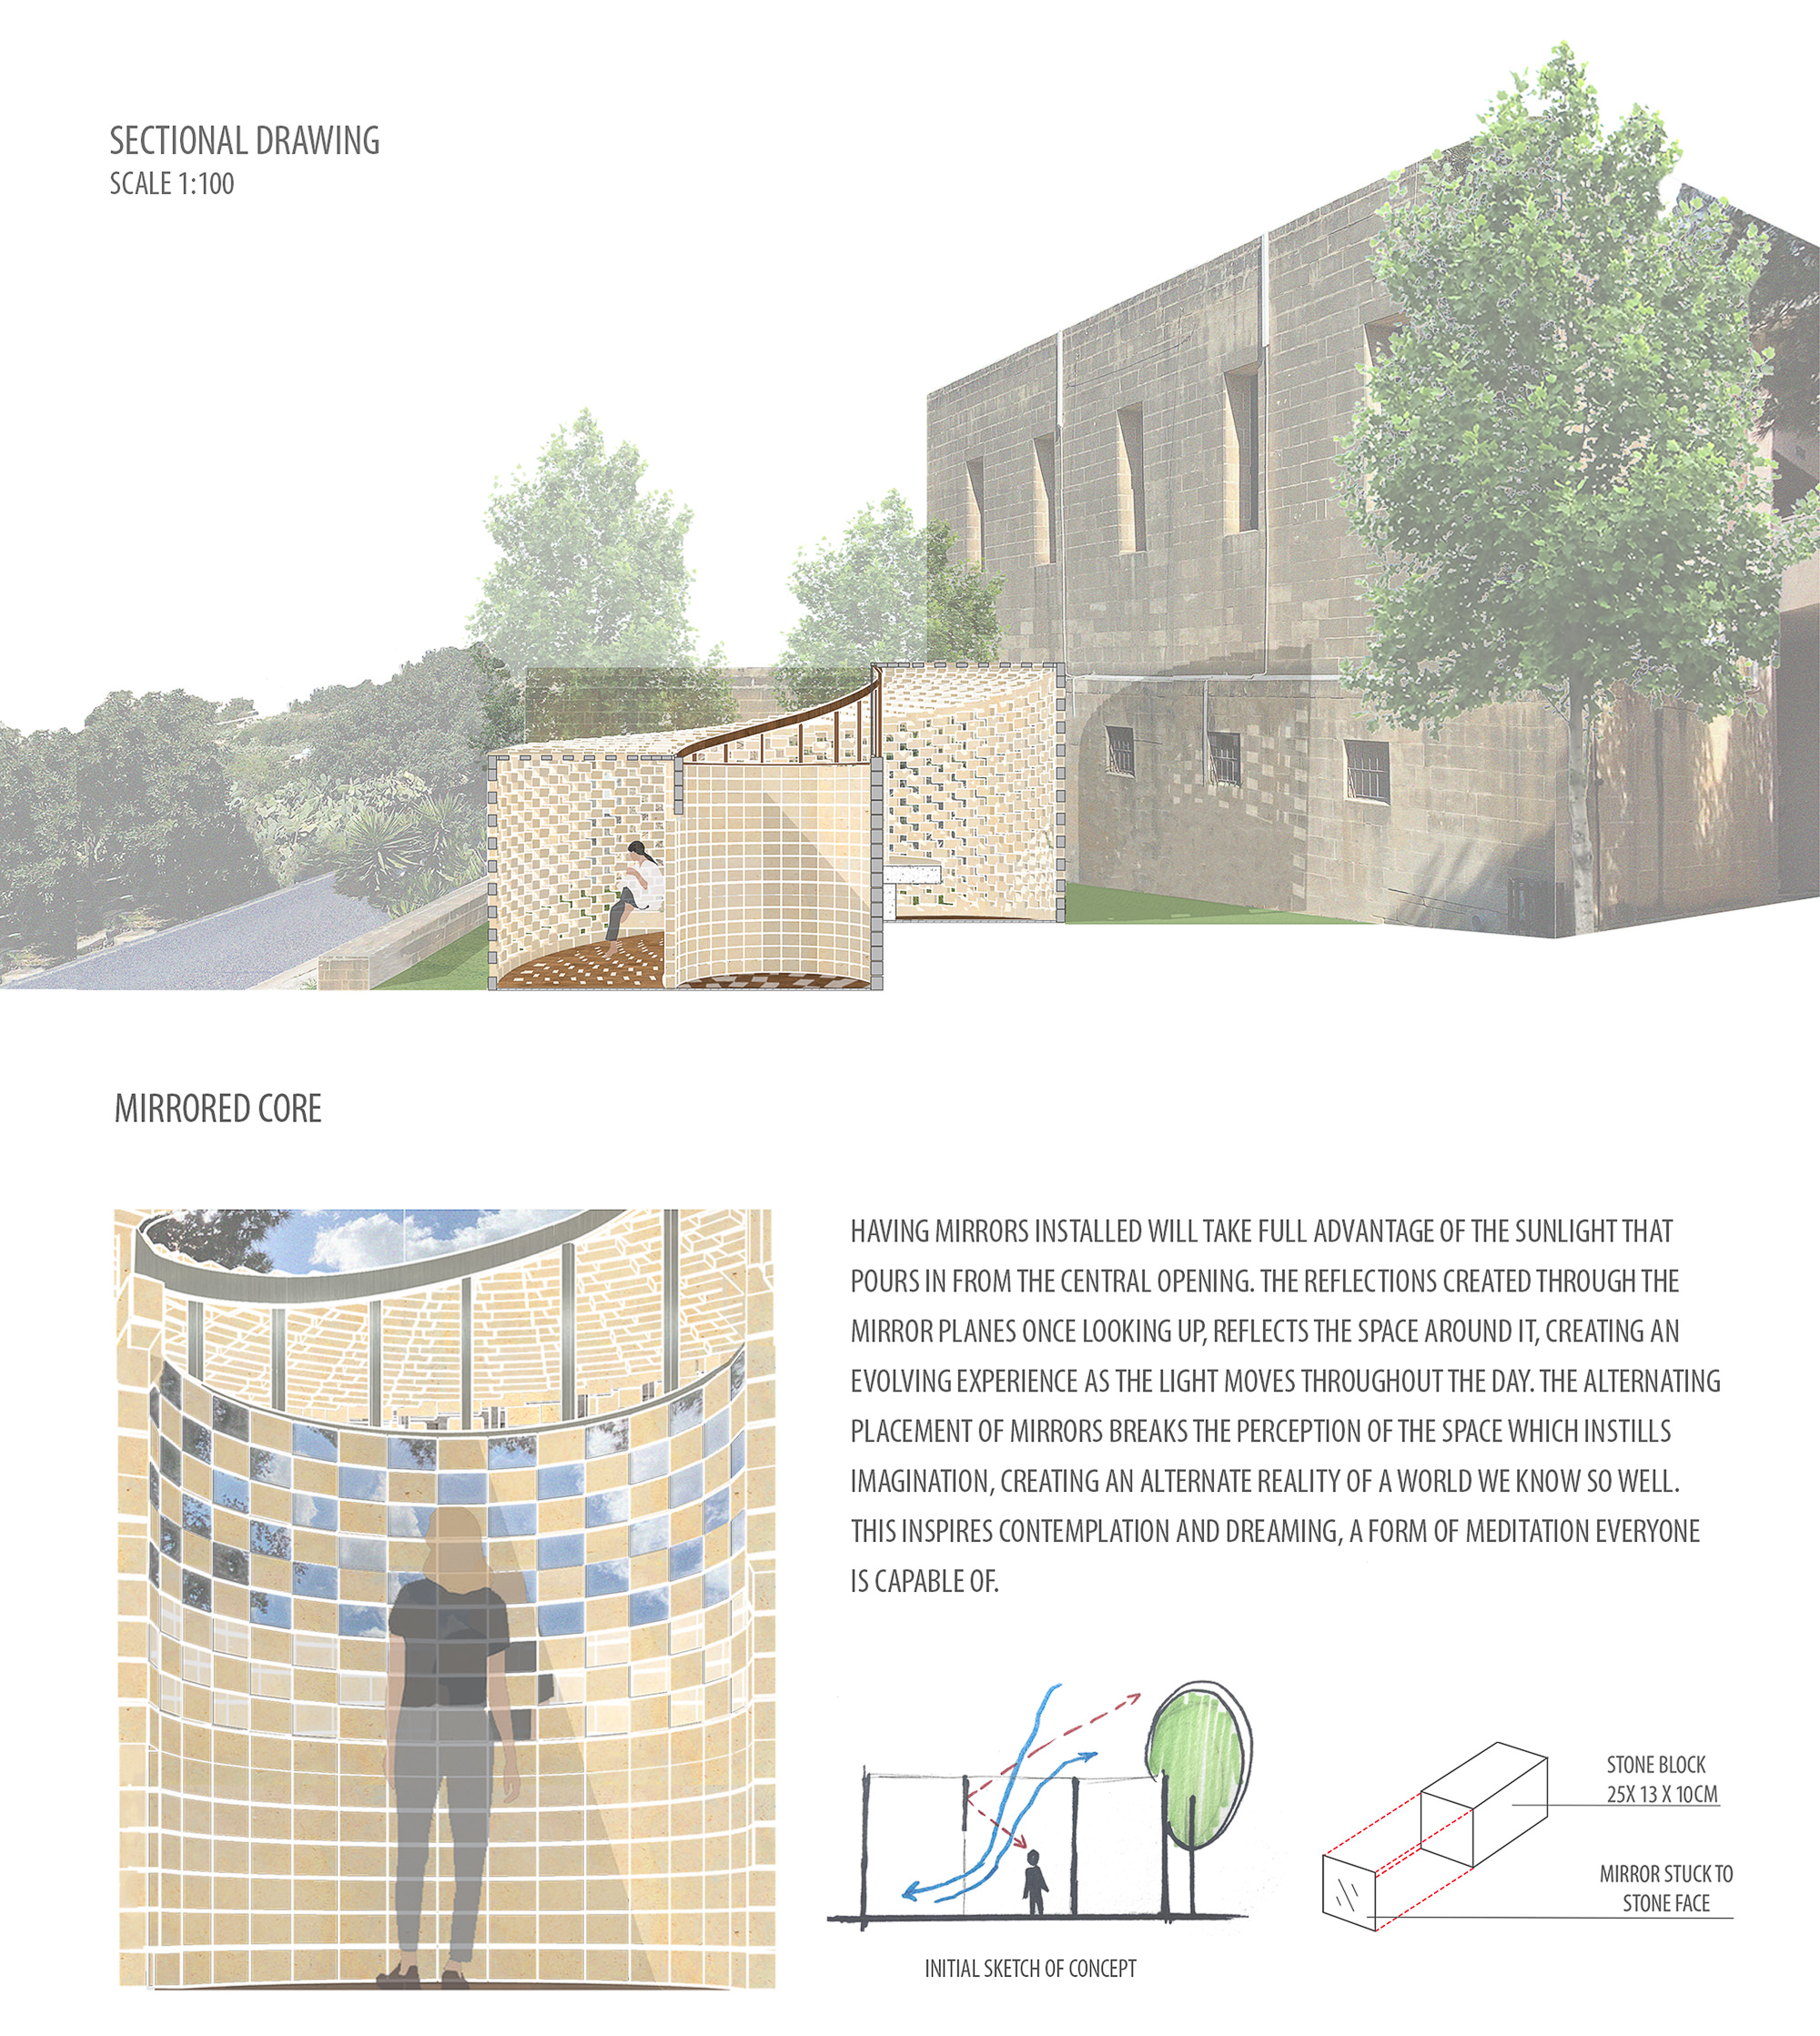 SECTIONAL DRAWING
SCALE 1:100
MIRRORED CORE
HAVING MIRRORS INSTALLED WILL TAKE FULL ADVANTAGE OF THE SUNLIGHT THAT
POURS IN FROM THE CENTRAL OPENING. THE REFLECTIONS CREATED THROUGH THE
MIRROR PLANES ONCE LOOKING UP, REFLECTS THE SPACE AROUND IT, CREATING AN
EVOLVING EXPERIENCE AS THE LIGHT MOVES THROUGHOUT THE DAY. THE ALTERNATING
PLACEMENT OF MIRRORS BREAKS THE PERCEPTION OF THE SPACE WHICH INSTILLS
IMAGINATION, CREATING AN ALTERNATE REALITY OF A WORLD WE KNOW SO WELL.
THIS INSPIRES CONTEMPLATION AND DREAMING, A FORM OF MEDITATION EVERYONE
IS CAPABLE OF.
INITIAL SKETCH OF CONCEPT
STONE BLOCK
25X 13 X 10CM
MIRROR STUCK TO
STONE FACE